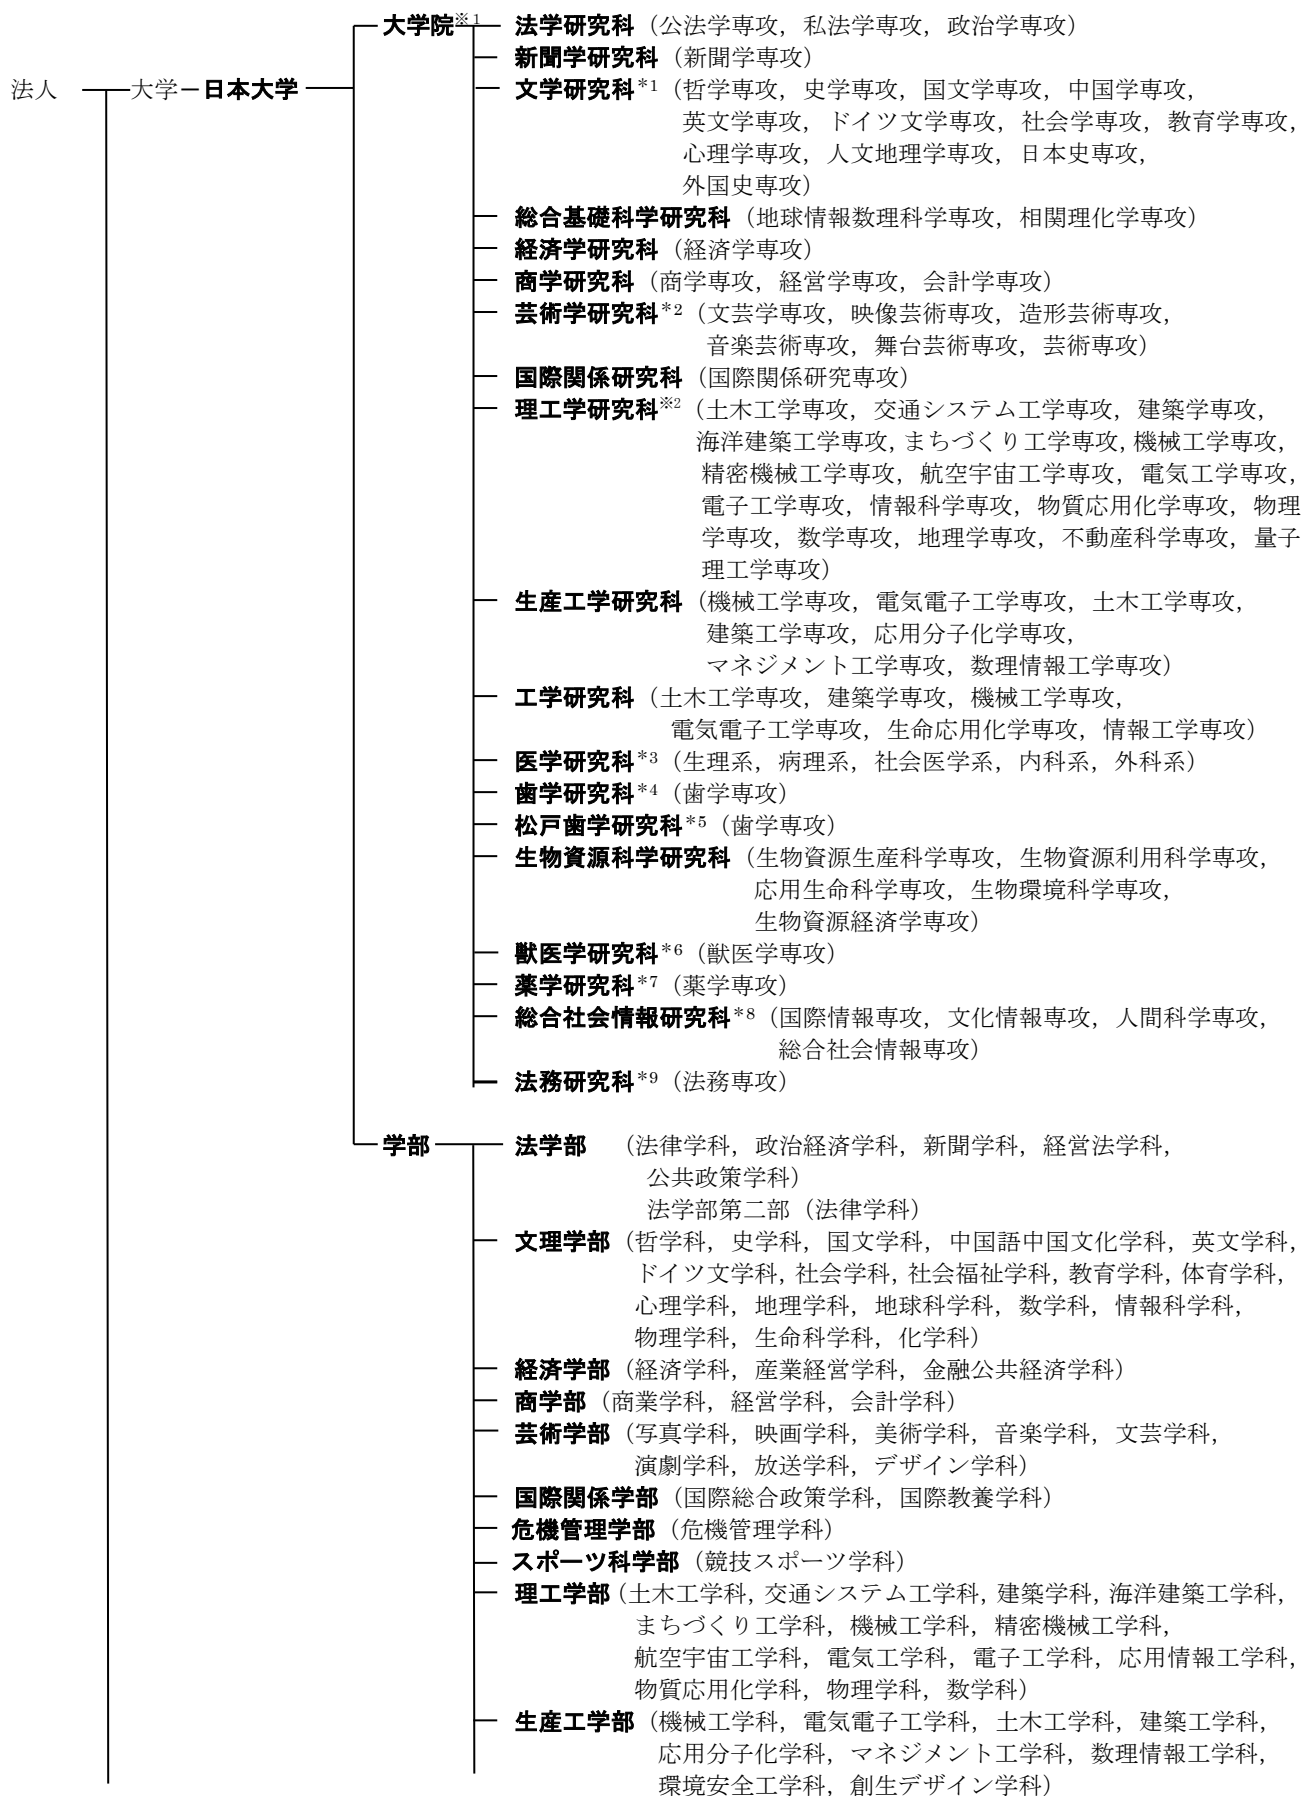 大学院※1 法学研究科（公法学専攻，私法学専攻，政治学専攻）
新聞学研究科（新聞学専攻）
法人 大学－日本大学 文学研究科*1（哲学専攻，史学専攻，国文学専攻，中国学専攻，
英文学専攻，ドイツ文学専攻，社会学専攻，教育学専攻，
心理学専攻，人文地理学専攻，日本史専攻，
外国史専攻）
総合基礎科学研究科（地球情報数理科学専攻，相関理化学専攻）
経済学研究科（経済学専攻）
商学研究科（商学専攻，経営学専攻，会計学専攻）
芸術学研究科*2（文芸学専攻，映像芸術専攻，造形芸術専攻，
音楽芸術専攻，舞台芸術専攻，芸術専攻）
国際関係研究科（国際関係研究専攻）
理工学研究科※2（土木工学専攻，交通システム工学専攻，建築学専攻，
海洋建築工学専攻，まちづくり工学専攻，機械工学専攻，
精密機械工学専攻，航空宇宙工学専攻，電気工学専攻，
電子工学専攻，情報科学専攻，物質応用化学専攻，物理
学専攻，数学専攻，地理学専攻，不動産科学専攻，量子
理工学専攻）
生産工学研究科（機械工学専攻，電気電子工学専攻，土木工学専攻，
建築工学専攻，応用分子化学専攻，
マネジメント工学専攻，数理情報工学専攻）
工学研究科（土木工学専攻，建築学専攻，機械工学専攻，
電気電子工学専攻，生命応用化学専攻，情報工学専攻）
医学研究科*3（生理系，病理系，社会医学系，内科系，外科系）
歯学研究科*4（歯学専攻）
松戸歯学研究科*5（歯学専攻）
生物資源科学研究科（生物資源生産科学専攻，生物資源利用科学専攻，
応用生命科学専攻，生物環境科学専攻，
生物資源経済学専攻）
獣医学研究科*6（獣医学専攻）
薬学研究科*7（薬学専攻）
総合社会情報研究科*8（国際情報専攻，文化情報専攻，人間科学専攻，
総合社会情報専攻）
法務研究科*9（法務専攻）
学部 法学部 （法律学科，政治経済学科，新聞学科，経営法学科，
公共政策学科）
法学部第二部（法律学科）
文理学部（哲学科，史学科，国文学科，中国語中国文化学科，英文学科，
ドイツ文学科，社会学科，社会福祉学科，教育学科，体育学科，
心理学科，地理学科，地球科学科，数学科，情報科学科，
物理学科，生命科学科，化学科）
経済学部（経済学科，産業経営学科，金融公共経済学科）
商学部（商業学科，経営学科，会計学科）
芸術学部（写真学科，映画学科，美術学科，音楽学科，文芸学科，
演劇学科，放送学科，デザイン学科）
国際関係学部（国際総合政策学科，国際教養学科）
危機管理学部（危機管理学科）
スポーツ科学部（競技スポーツ学科）
理工学部（土木工学科，交通システム工学科，建築学科，海洋建築工学科，
まちづくり工学科，機械工学科，精密機械工学科，
航空宇宙工学科，電気工学科，電子工学科，応用情報工学科，
物質応用化学科，物理学科，数学科）
生産工学部（機械工学科，電気電子工学科，土木工学科，建築工学科，
応用分子化学科，マネジメント工学科，数理情報工学科，
環境安全工学科，創生デザイン学科）